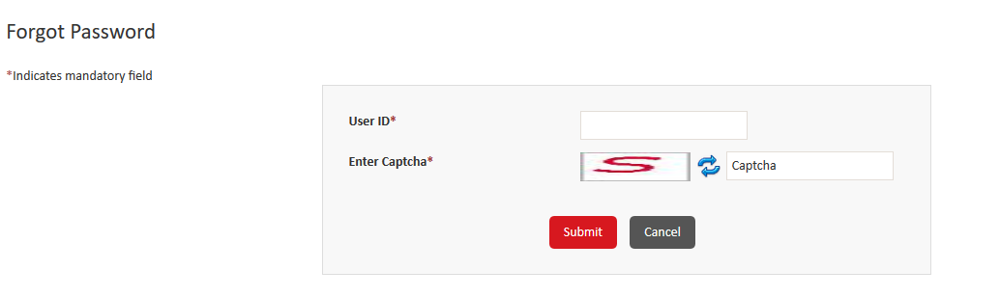 Forgot Password
*Indicates mandatory field
User ID*
Enter Captcha*
S
Captcha
Submit
Cancel